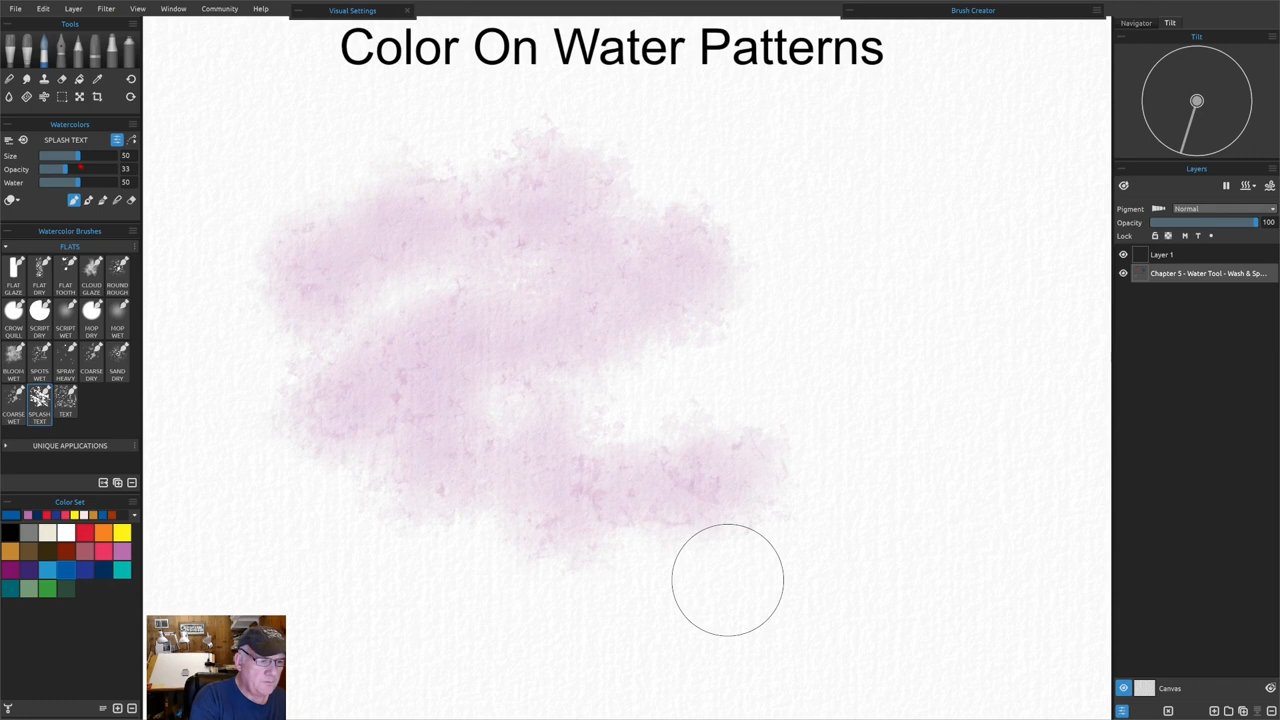 File Edit Layer Filter View Window Community Help
Visual Settings
Brush Creator
Navigator Tilt
Tools
Tilt
Color On Water Patterns
Watercolors
SPLASH TEXT
Size 50
Opacity 33
Water 50
Layers
Pigment Normal
Opacity 100
Lock M T
Layer 1
Chapter 5 - Water Tool - Wash & Sp...
Watercolor Brushes
FLATS
FLAT GLAZE
FLAT DRY
FLAT TOOTH
CLOUD GLAZE
ROUND ROUGH
CROW QUILL
SCRIPT DRY
SCRIPT WET
MOP DRY
MOP WET
BLOOM WET
SPOTS WET
SPRAY HEAVY
COARSE DRY
SAND DRY
COARSE WET
SPLASH TEXT
TEXT
UNIQUE APPLICATIONS
Color Set
Canvas